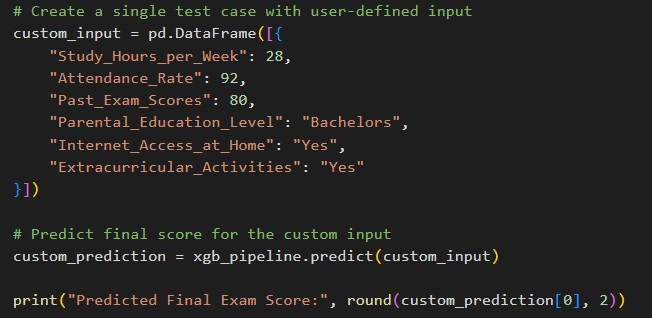 # Create a single test case with user-defined input
custom_input = pd.DataFrame([{
    "Study_Hours_per_Week": 28,
    "Attendance_Rate": 92,
    "Past_Exam_Scores": 80,
    "Parental_Education_Level": "Bachelors",
    "Internet_Access_at_Home": "Yes",
    "Extracurricular_Activities": "Yes"
}])

# Predict final score for the custom input
custom_prediction = xgb_pipeline.predict(custom_input)

print("Predicted Final Exam Score:", round(custom_prediction[0], 2))